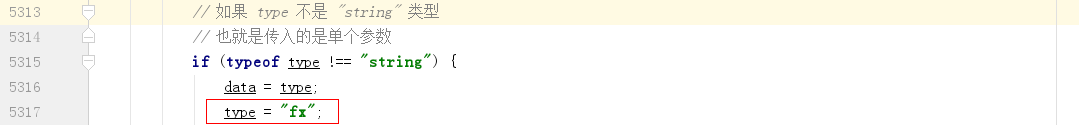 5313 // 如果 type 不是 "string" 类型
5314 // 也就是传入的是单个参数
5315 if (typeof type !== "string") {
5316 data = type;
5317 type = "fx";